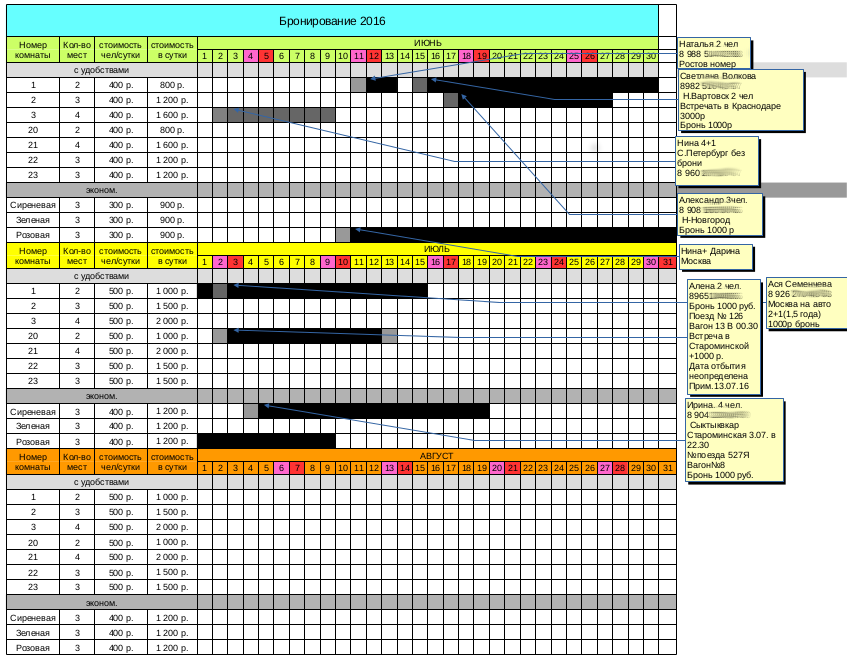 Бронирование 2016
Номер комнаты Кол-во мест стоимость чел/сутки стоимость в сутки ИЮНЬ
1 2 3 4 5 6 7 8 9 10 11 12 13 14 15 16 17 18 19 20 21 22 23 24 25 26 27 28 29 30
с удобствами
1 2 400 р. 800 р.
2 3 400 р. 1 200 р.
3 4 400 р. 1 600 р.
20 2 400 р. 800 р.
21 4 400 р. 1 600 р.
22 3 400 р. 1 200 р.
23 3 400 р. 1 200 р.
эконом.
Сиреневая 3 300 р. 900 р.
Зеленая 3 300 р. 900 р.
Розовая 3 300 р. 900 р.
Номер комнаты Кол-во мест стоимость чел/сутки стоимость в сутки ИЮЛЬ
1 2 3 4 5 6 7 8 9 10 11 12 13 14 15 16 17 18 19 20 21 22 23 24 25 26 27 28 29 30 31
с удобствами
1 2 500 р. 1 000 р.
2 3 500 р. 1 500 р.
3 4 500 р. 2 000 р.
20 2 500 р. 1 000 р.
21 4 500 р. 2 000 р.
22 3 500 р. 1 500 р.
23 3 500 р. 1 500 р.
эконом.
Сиреневая 3 400 р. 1 200 р.
Зеленая 3 400 р. 1 200 р.
Розовая 3 400 р. 1 200 р.
Номер комнаты Кол-во мест стоимость чел/сутки стоимость в сутки АВГУСТ
1 2 3 4 5 6 7 8 9 10 11 12 13 14 15 16 17 18 19 20 21 22 23 24 25 26 27 28 29 30 31
с удобствами
1 2 500 р. 1 000 р.
2 3 500 р. 1 500 р.
3 4 500 р. 2 000 р.
20 2 500 р. 1 000 р.
21 4 500 р. 2 000 р.
22 3 500 р. 1 500 р.
23 3 500 р. 1 500 р.
эконом.
Сиреневая 3 400 р. 1 200 р.
Зеленая 3 400 р. 1 200 р.
Розовая 3 400 р. 1 200 р.
Наталья 2 чел
8 988
Ростов номер
Светлана Волкова
8982
Н.Вартовск 2 чел
Встречать в Краснодаре
3000р
Бронь 1000р
Нина 4+1
С.Петербург без
брони
8 960
Александр 3чел.
8 908
Н-Новгород
Бронь 1000 р
Нина+ Дарина
Москва
Алена 2 чел.
8965
Бронь 1000 руб.
Поезд № 126
Вагон 13 В 00.30
Встреча в
Староминской
+1000 р.
Дата отбытия
неопределена
Прим.13.07.16
Ася Семенчева
8 926
Москва на авто
2+1(1,5 года)
1000р бронь
Ирина. 4 чел.
8 904
Сыктыквкар
Староминская 3.07. в
22.30
№поезда 527Я
Вагон№8
Бронь 1000 руб.